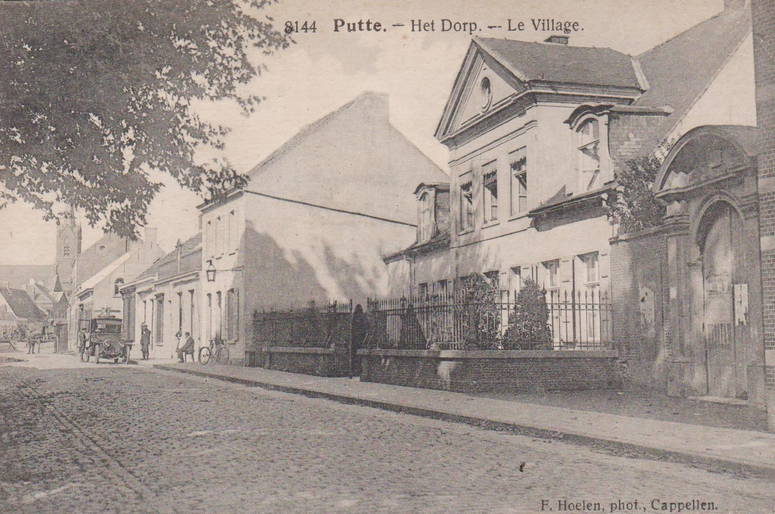 8144 Putte. — Het Dorp. — Le Village.
F. Hoelen, phot., Cappellen.